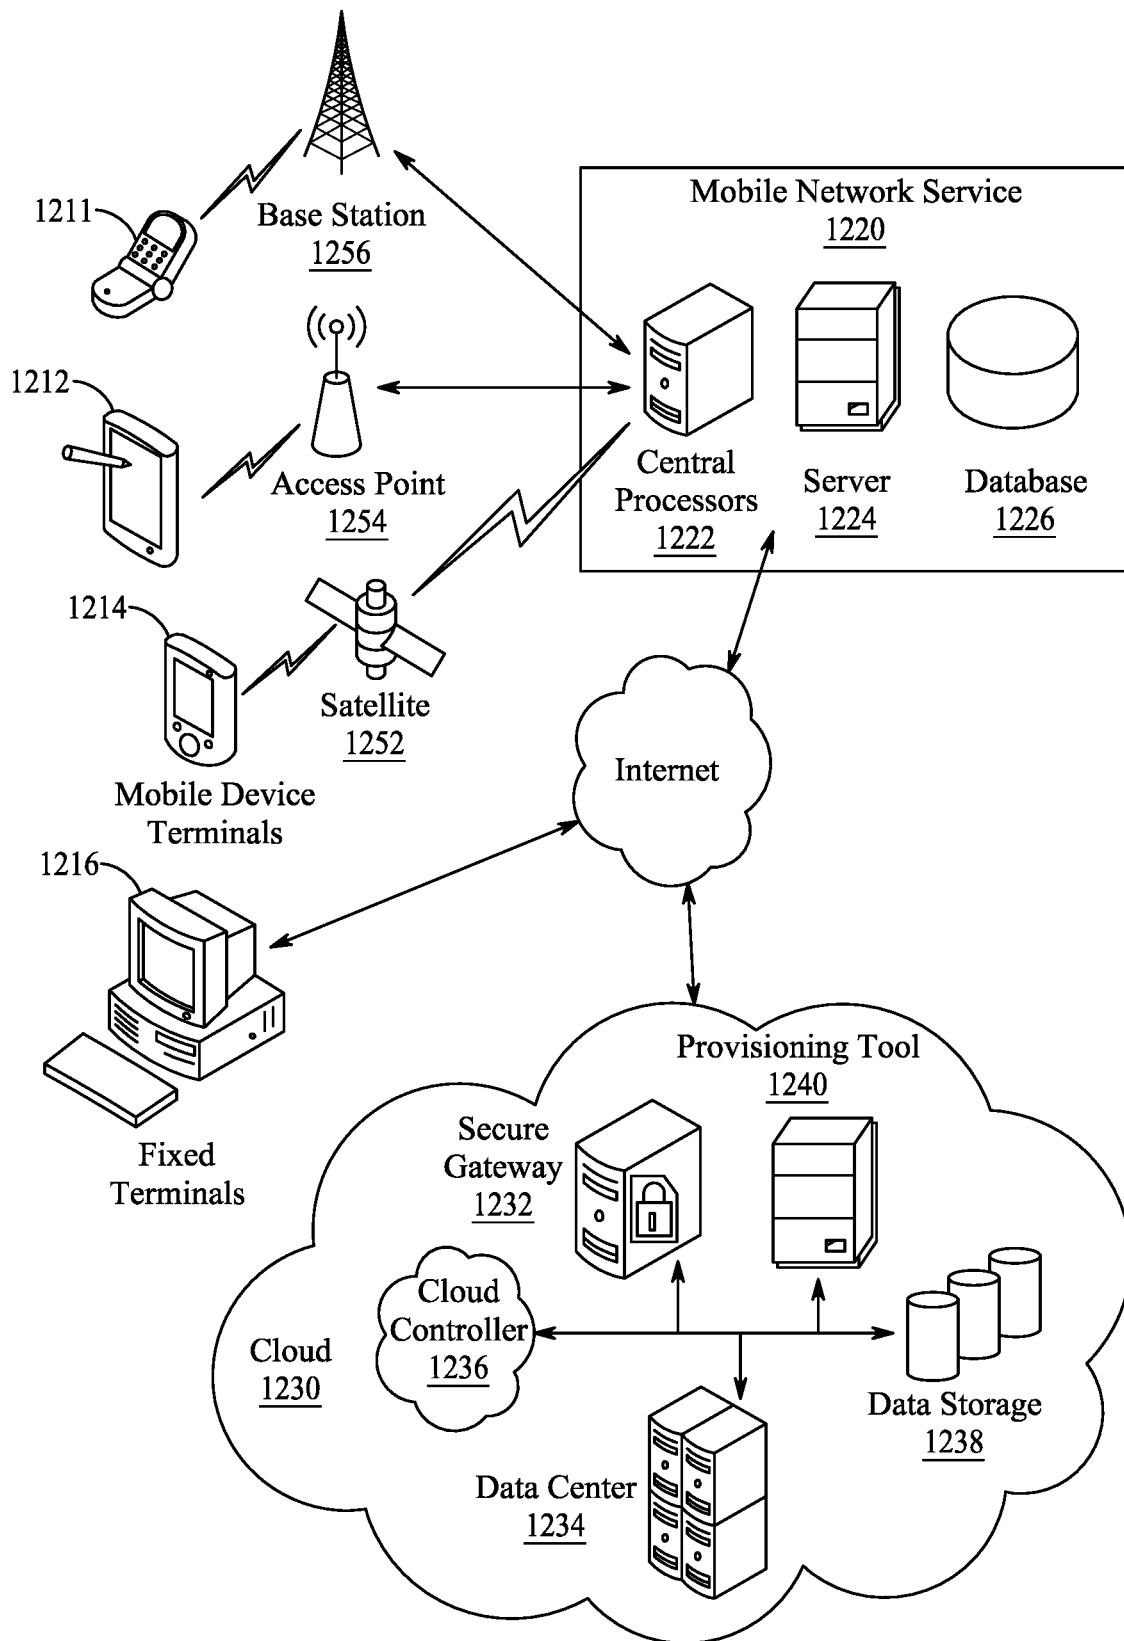 1211
Base Station
1256
Mobile Network Service
1220
1212
Access Point
1254
Central
Processors
1222
Server
1224
Database
1226
1214
Satellite
1252
Mobile Device
Terminals
Internet
1216
Fixed
Terminals
Provisioning Tool
1240
Secure
Gateway
1232
Cloud
Controller
1236
Cloud
1230
Data Storage
1238
Data Center
1234